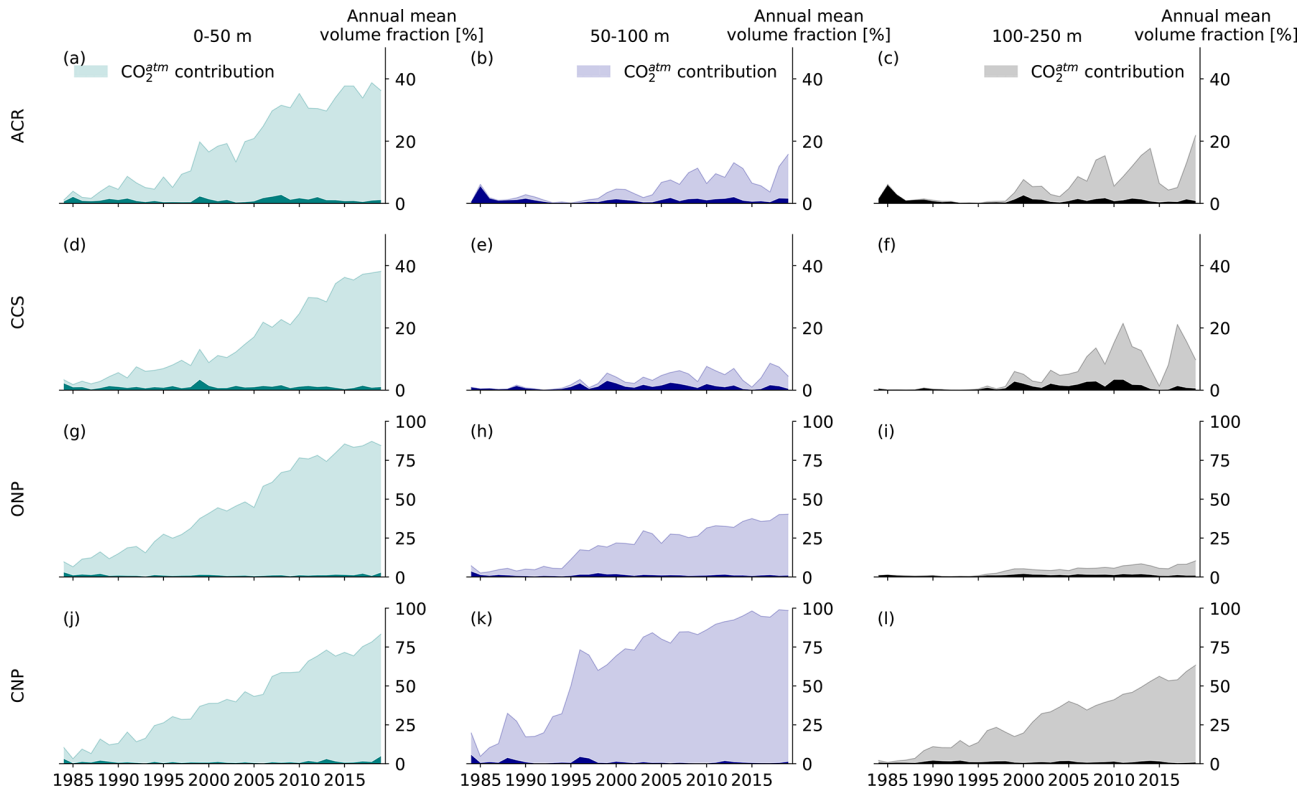 0-50 m
Annual mean
volume fraction [%]
50-100 m
Annual mean
volume fraction [%]
100-250 m
Annual mean
volume fraction [%]
ACR
(a)
CO₂ᵃᵗᵐ contribution
40
20
0
(b)
CO₂ᵃᵗᵐ contribution
40
20
0
(c)
CO₂ᵃᵗᵐ contribution
40
20
0
CCS
(d)
40
20
0
(e)
40
20
0
(f)
40
20
0
ONP
(g)
100
75
50
25
0
(h)
100
75
50
25
0
(i)
100
75
50
25
0
CNP
(j)
100
75
50
25
0
(k)
100
75
50
25
0
(l)
100
75
50
25
0
1985 1990 1995 2000 2005 2010 2015
1985 1990 1995 2000 2005 2010 2015
1985 1990 1995 2000 2005 2010 2015